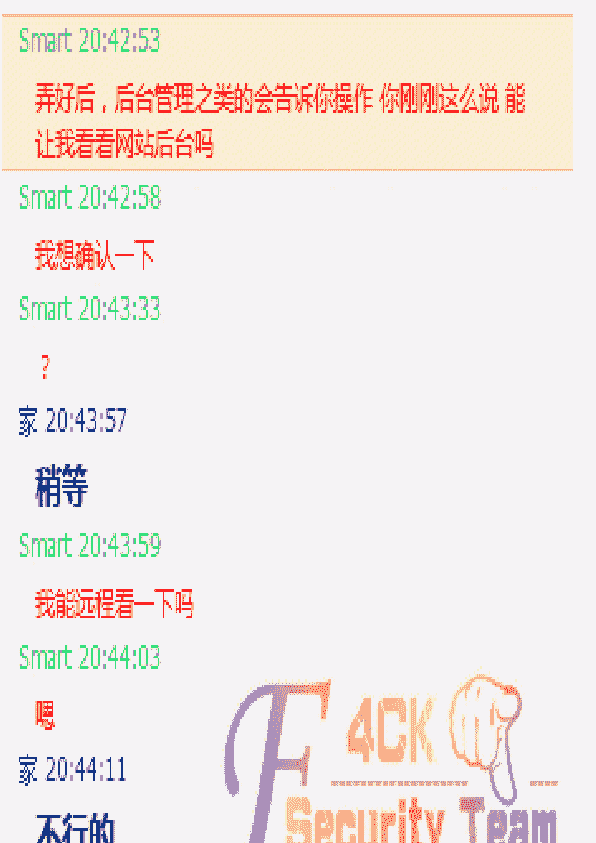 Smart 20:42:53
弄好后，后台管理之类的会告诉你操作 你刚刚这么说 能
让我看看网站后台吗
Smart 20:42:58
我想确认一下
Smart 20:43:33
？
家 20:43:57
稍等
Smart 20:43:59
我能远程看一下吗
Smart 20:44:03
嗯
家 20:44:11
不行的
F4CK
Security Team